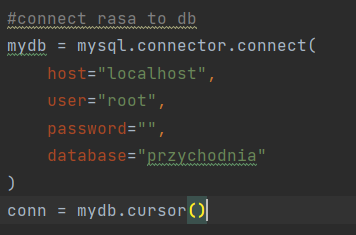 #connect rasa to db
mydb = mysql.connector.connect(
    host="localhost",
    user="root",
    password="",
    database="przychodnia"
)
conn = mydb.cursor()